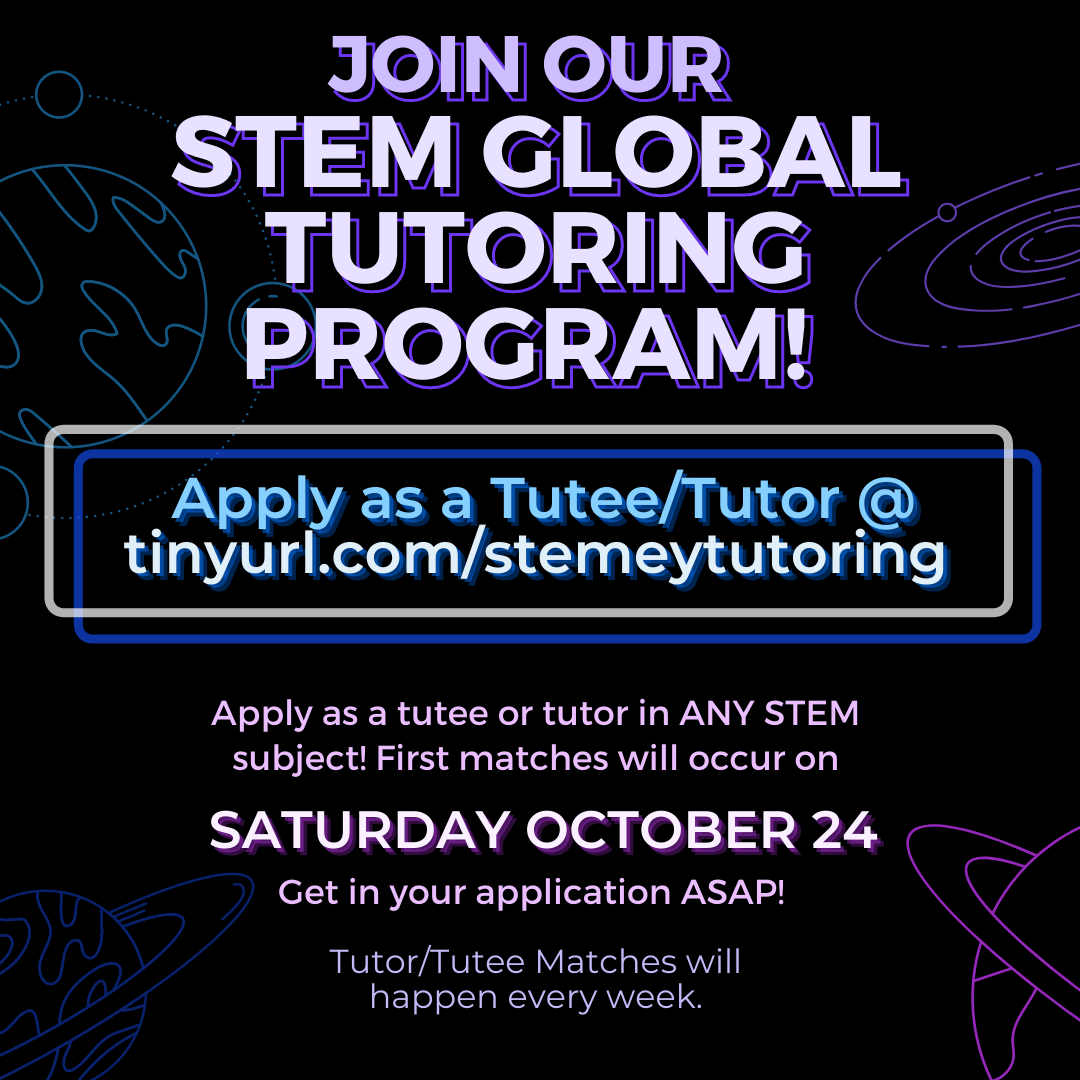 JOIN OUR
STEM GLOBAL
TUTORING
PROGRAM!
Apply as a Tutee/Tutor @
tinyurl.com/stemeytutoring
Apply as a tutee or tutor in ANY STEM
subject! First matches will occur on
SATURDAY OCTOBER 24
Get in your application ASAP!
Tutor/Tutee Matches will
happen every week.